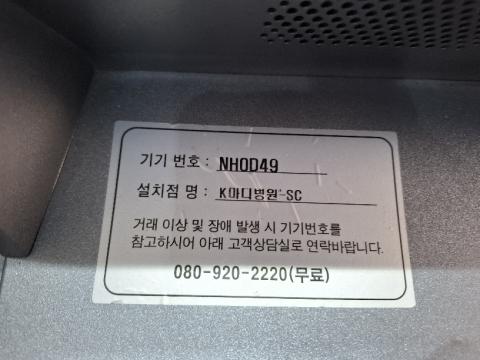 기기 번호 : NHOD49
설치점 명 : K마디병원-SC
거래 이상 및 장애 발생 시 기기번호를
참고하시어 아래 고객상담실로 연락바랍니다.
080-920-2220(무료)